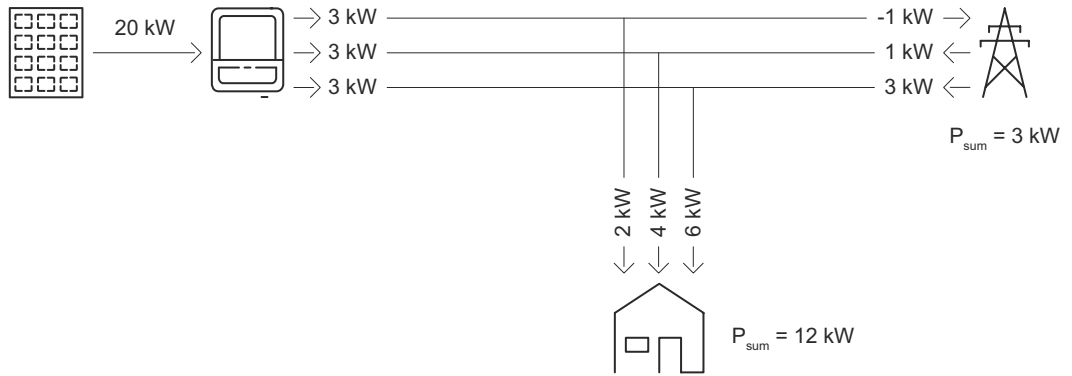 20 kW
3 kW
-1 kW
3 kW
1 kW
3 kW
3 kW
P_sum = 3 kW
2 kW
4 kW
6 kW
P_sum = 12 kW